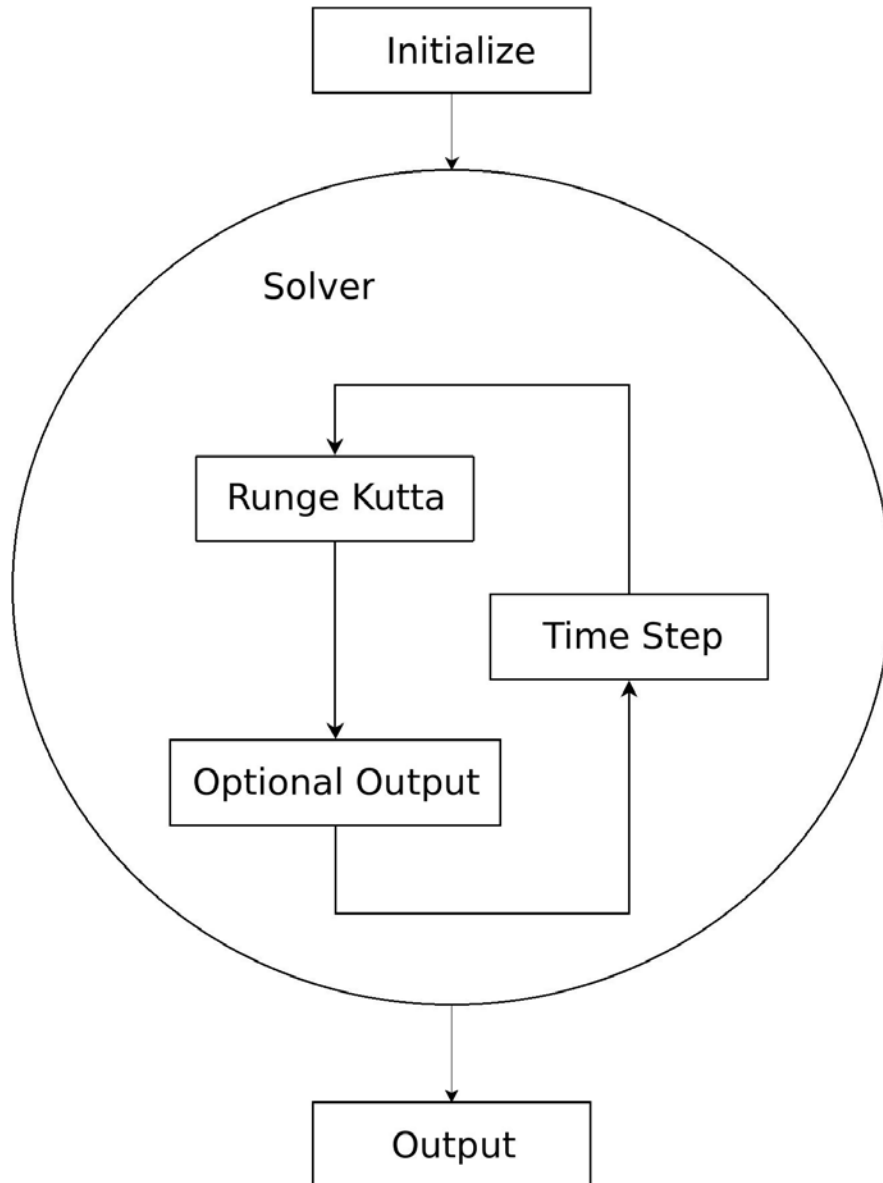 Initialize
Solver
Runge Kutta
Time Step
Optional Output
Output